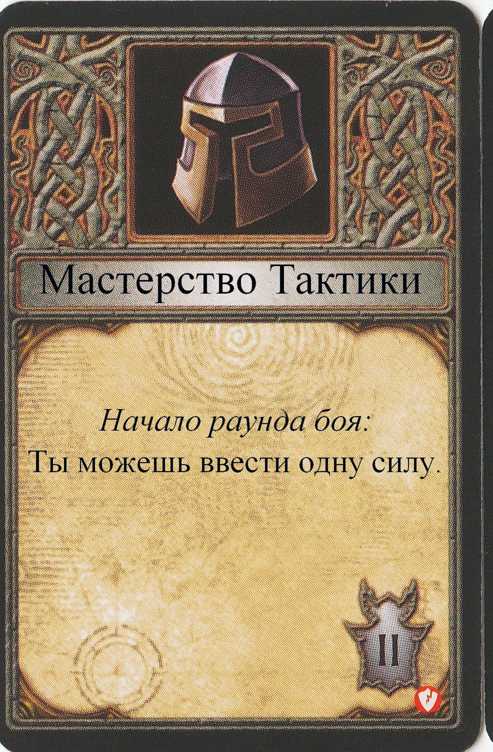 Мастерство Тактики
Начало раунда боя:
Ты можешь ввести одну силу.
II